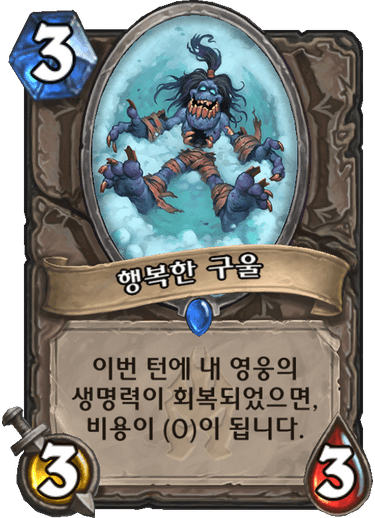 3
행복한 구울
이번 턴에 내 영웅의
생명력이 회복되었으면,
비용이 (0)이 됩니다.
3
3